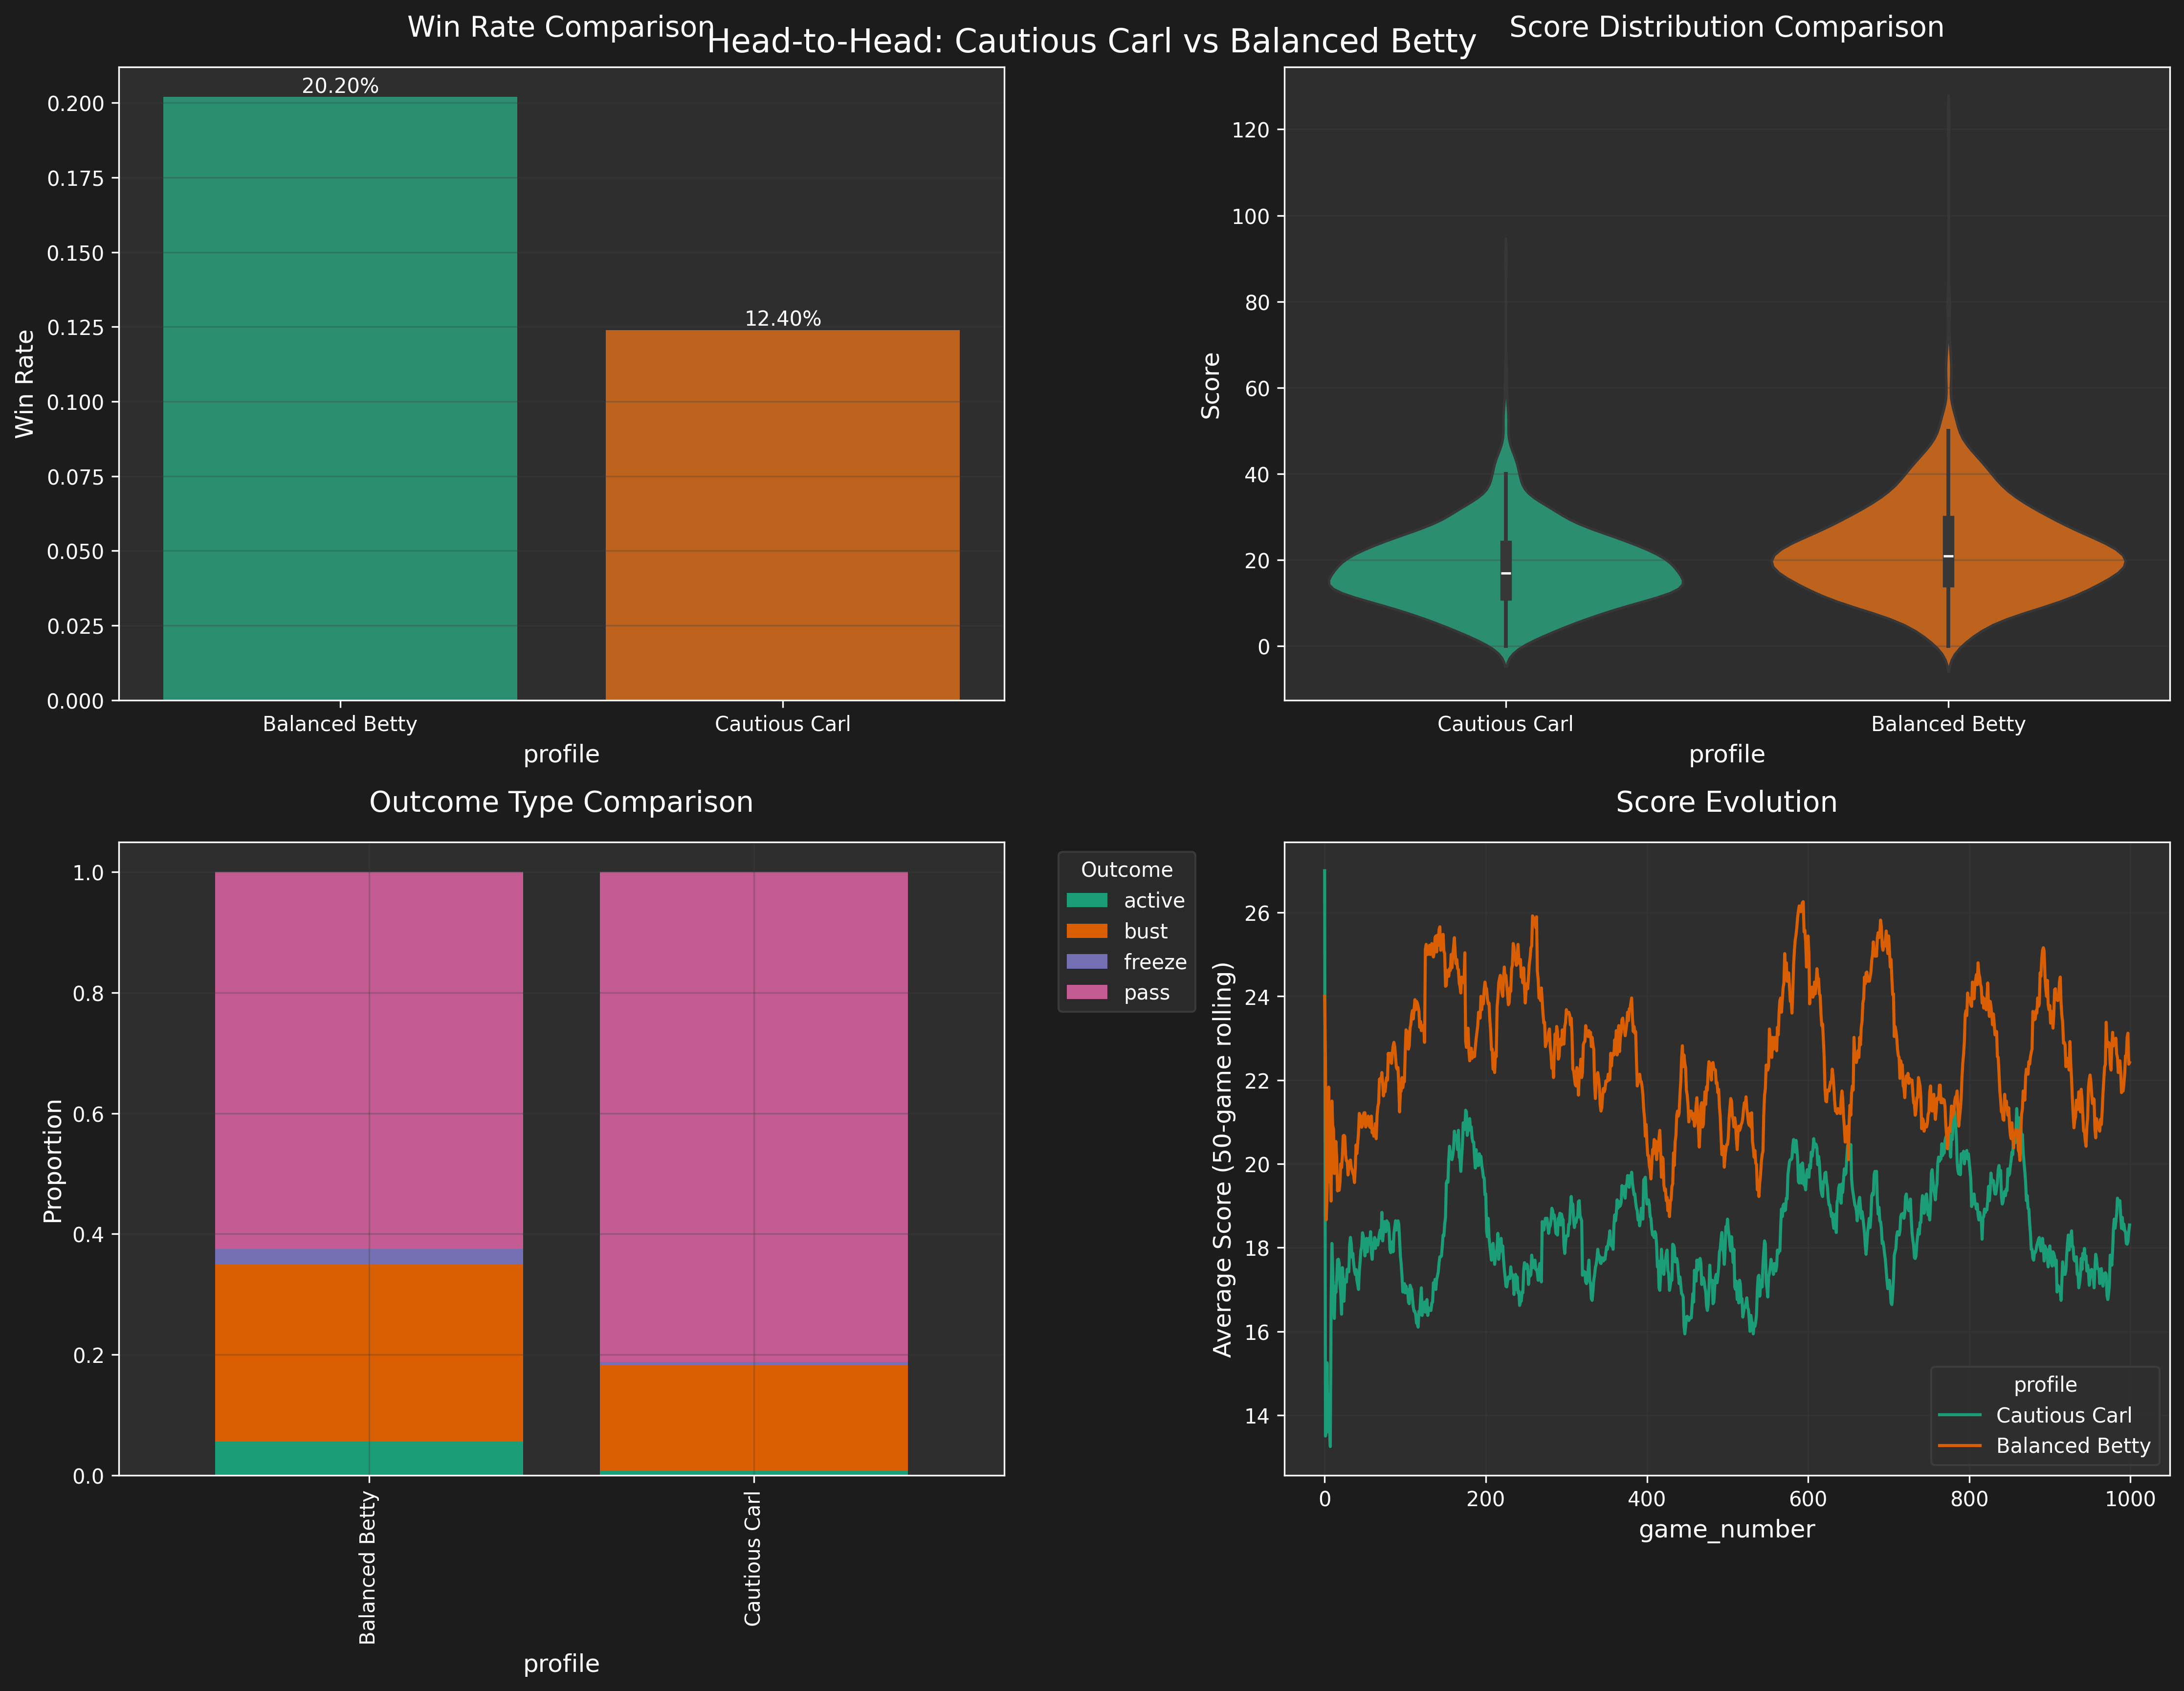 Head-to-Head: Cautious Carl vs Balanced Betty
Win Rate Comparison
20.20%
12.40%
0.200
0.175
0.150
0.125
0.100
0.075
0.050
0.025
0.000
Win Rate
Balanced Betty
Cautious Carl
profile
Score Distribution Comparison
120
100
80
60
40
20
0
Score
Cautious Carl
Balanced Betty
profile
Outcome Type Comparison
1.0
0.8
0.6
0.4
0.2
0.0
Proportion
Balanced Betty
Cautious Carl
profile
Outcome
active
bust
freeze
pass
Score Evolution
26
24
22
20
18
16
14
Average Score (50-game rolling)
0
200
400
600
800
1000
game_number
profile
Cautious Carl
Balanced Betty